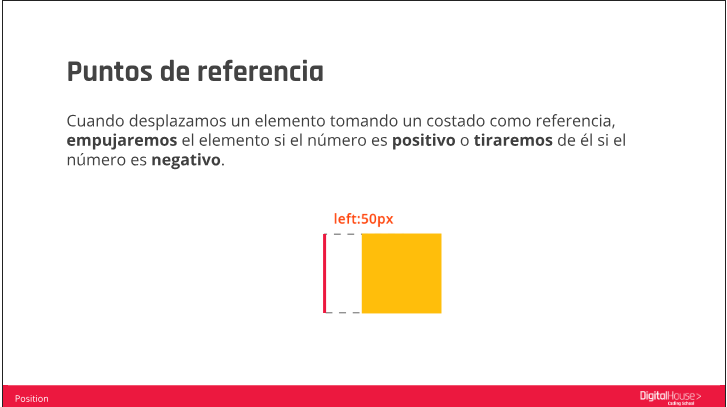 Puntos de referencia
Cuando desplazamos un elemento tomando un costado como referencia,
empujaremos el elemento si el número es positivo o tiraremos de él si el
número es negativo.
left:50px
Position
DigitalHouse>
Coding School